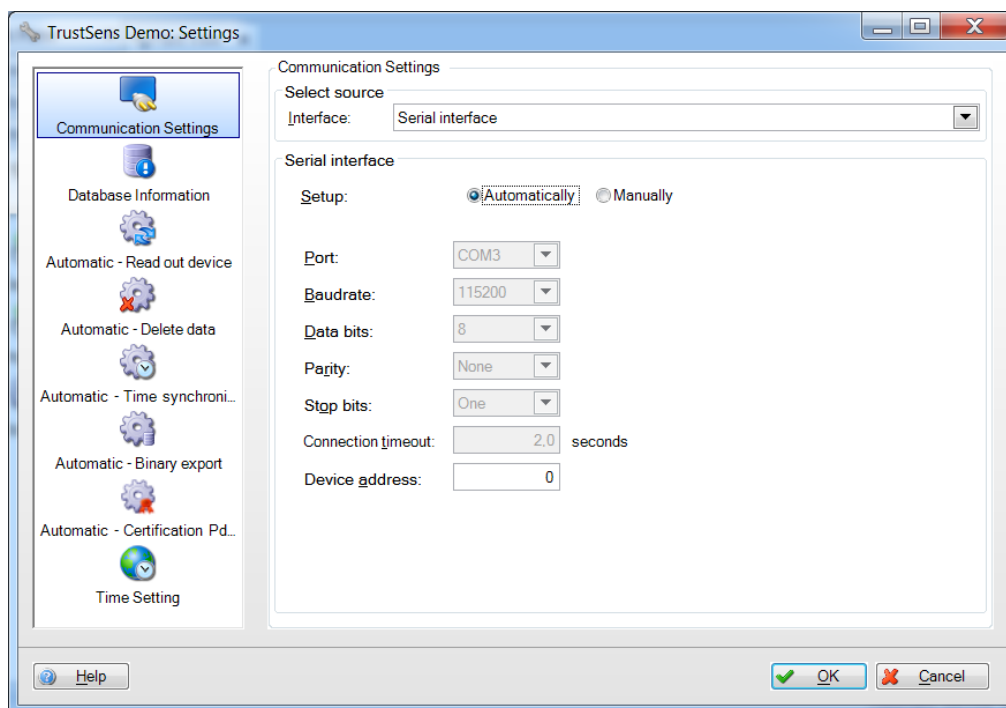 TrustSens Demo: Settings
Communication Settings
Database Information
Automatic - Read out device
Automatic - Delete data
Automatic - Time synchroni...
Automatic - Binary export
Automatic - Certification Pd...
Time Setting
Communication Settings
Select source
Interface: Serial interface
Serial interface
Setup: Automatically Manually
Port: COM3
Baudrate: 115200
Data bits: 8
Parity: None
Stop bits: One
Connection timeout: 2,0 seconds
Device address: 0
Help OK Cancel